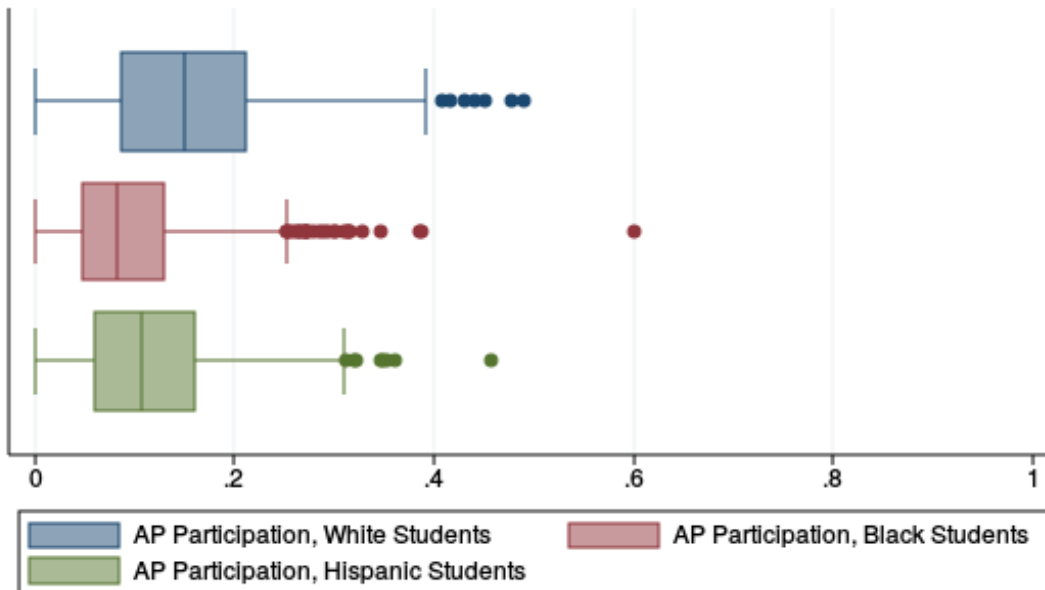 0 .2 .4 .6 .8 1
AP Participation, White Students AP Participation, Black Students
AP Participation, Hispanic Students